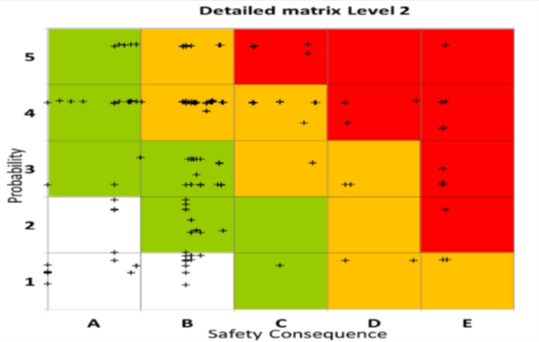 Detailed matrix Level 2
5
4
3
2
1
Probability
A B C D E
Safety Consequence